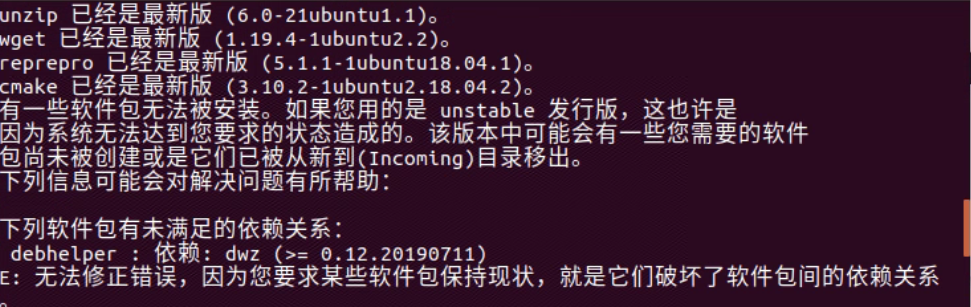 unzip 已经是最新版 (6.0-21ubuntu1.1)。
wget 已经是最新版 (1.19.4-1ubuntu2.2)。
reprepro 已经是最新版 (5.1.1-1ubuntu18.04.1)。
cmake 已经是最新版 (3.10.2-1ubuntu2.18.04.2)。
有一些软件包无法被安装。如果您用的是 unstable 发行版，这也许是
因为系统无法达到您要求的状态造成的。该版本中可能会有一些您需要的软件
包尚未被创建或是它们已被从新到(Incoming)目录移出。
下列信息可能会对解决问题有所帮助：
下列软件包有未满足的依赖关系：
debhelper : 依赖: dwz (>= 0.12.20190711)
E: 无法修正错误，因为您要求某些软件包保持现状，就是它们破坏了软件包间的依赖关系
。